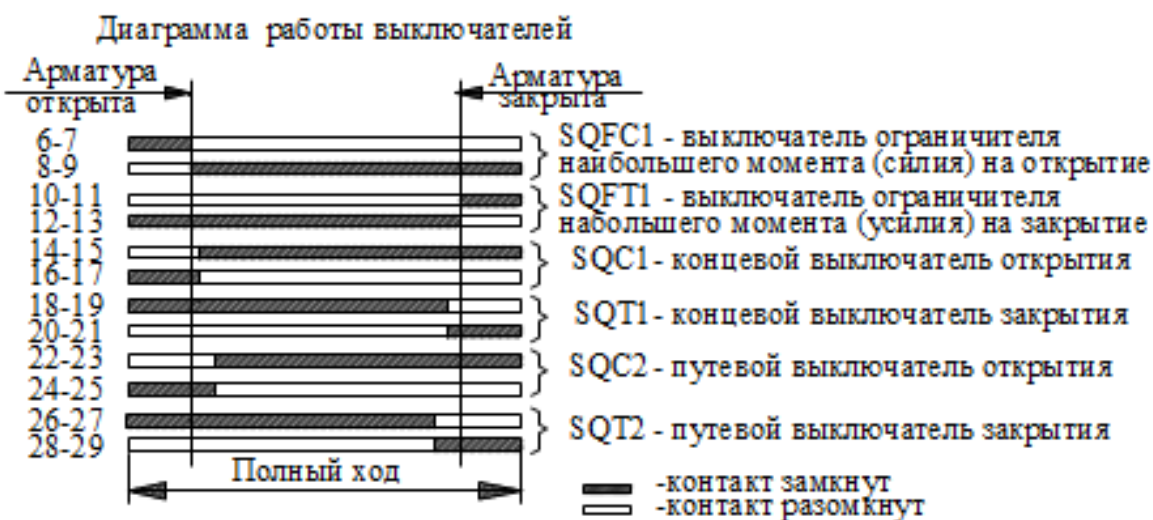 Диаграмма работы выключателей
Арматура открыта
Арматура закрыта
6-7
8-9
SQFC1 - выключатель ограничителя
наибольшего момента (силия) на открытие
10-11
12-13
SQFT1 - выключатель ограничителя
набольшего момента (усилия) на закрытие
14-15
16-17
SQC1- концевой выключатель открытия
18-19
20-21
SQT1- концевой выключатель закрытия
22-23
24-25
SQC2 - путевой выключатель открытия
26-27
28-29
SQT2 - путевой выключатель закрытия
Полный ход
-контакт замкнут
-контакт разомкнут